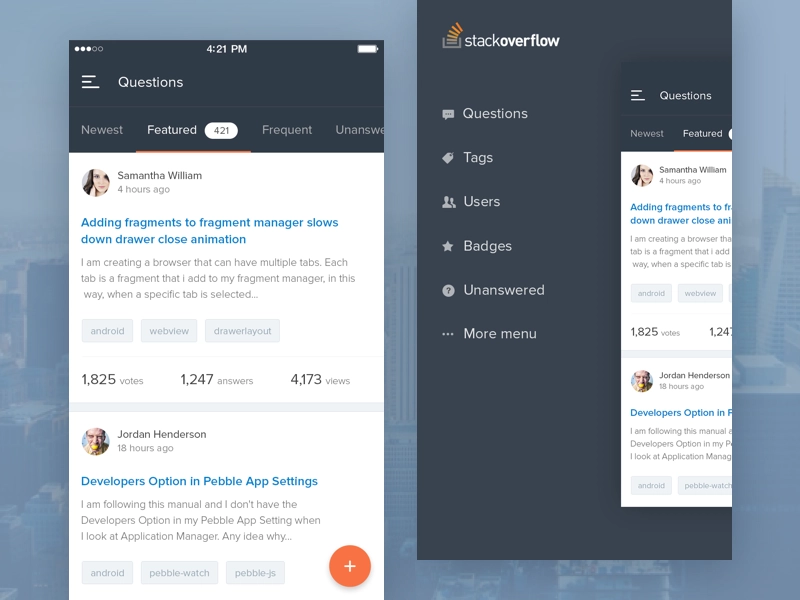 4:21 PM
Questions
Newest Featured 421 Frequent Unanswe
Samantha William
4 hours ago
Adding fragments to fragment manager slows
down drawer close animation
I am creating a browser that can have multiple tabs. Each
tab is a fragment that i add to my fragment manager, in this
way, when a specific tab is selected...
android webview drawerlayout
1,825 votes 1,247 answers 4,173 views
Jordan Henderson
18 hours ago
Developers Option in Pebble App Settings
I am following this manual and I don't have the
Developers Option in my Pebble App Setting when
I look at Application Manager. Any idea why...
android pebble-watch pebble-js
+
stackoverflow
Questions
Tags
Users
Badges
Unanswered
More menu
Questions
Newest Featured
Samantha William
4 hours ago
Adding fragments to fr
down drawer close ani
I am creating a browser tha
tab is a fragment that i add
way, when a specific tab is
android webview
1,825 votes 1,247
Jordan Henderson
18 hours ago
Developers Option in P
I am following this manual a
Developers Option in my Pe
I look at Application Manag
android pebble-watch